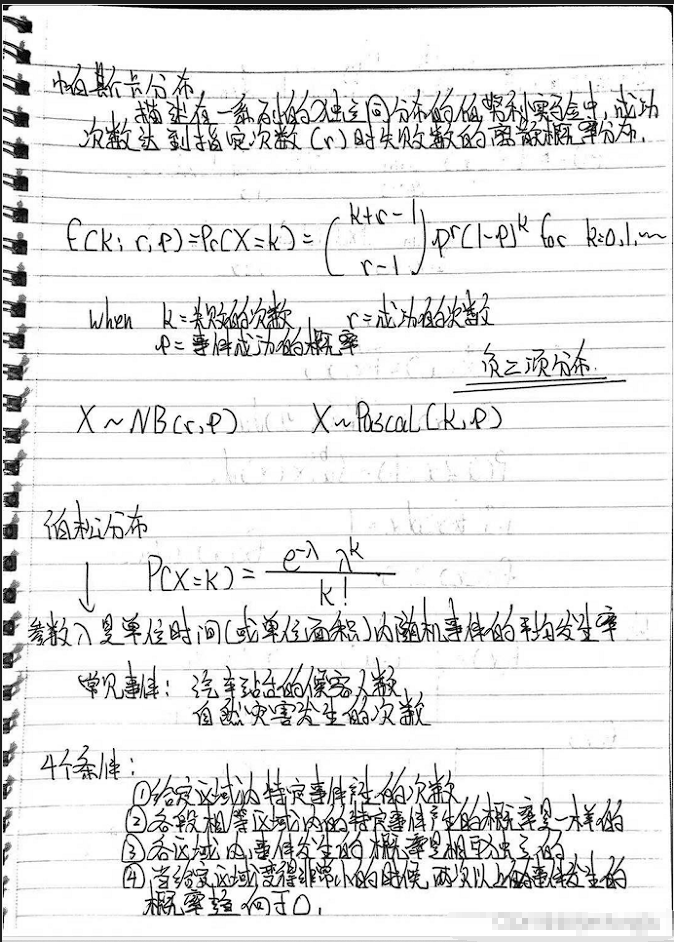 帕斯卡分布
描述在一系列的独立同分布的伯努利实验中,成功
次数达到指定次数(r)时失败数的离散概率分布.
f(k; r,p)=Pr(X=k)=\binom{k+r-1}{r-1}·p^r(1-p)^k for k=0,1,…
when k=失败的次数 r=成功的次数
p=事件成功的概率
负二项分布.
X~NB(r,p) X~Pascal(k,p)
泊松分布
↓ P(X=k)=\frac{e^{-λ} λ^k}{k!}
参数λ是单位时间(或单位面积)内随机事件的平均发生率
常见事件: 汽车站台的候客人数
自然灾害发生的次数
4个条件:
①给定区域内特定事件产生的次数
②各段相等区域内的特定事件产生的概率是一样的
③各区域内,事件发生的概率是相互独立的
④当给定区域变得非常小的时候,两次以上的事件发生的
概率趋向于0.